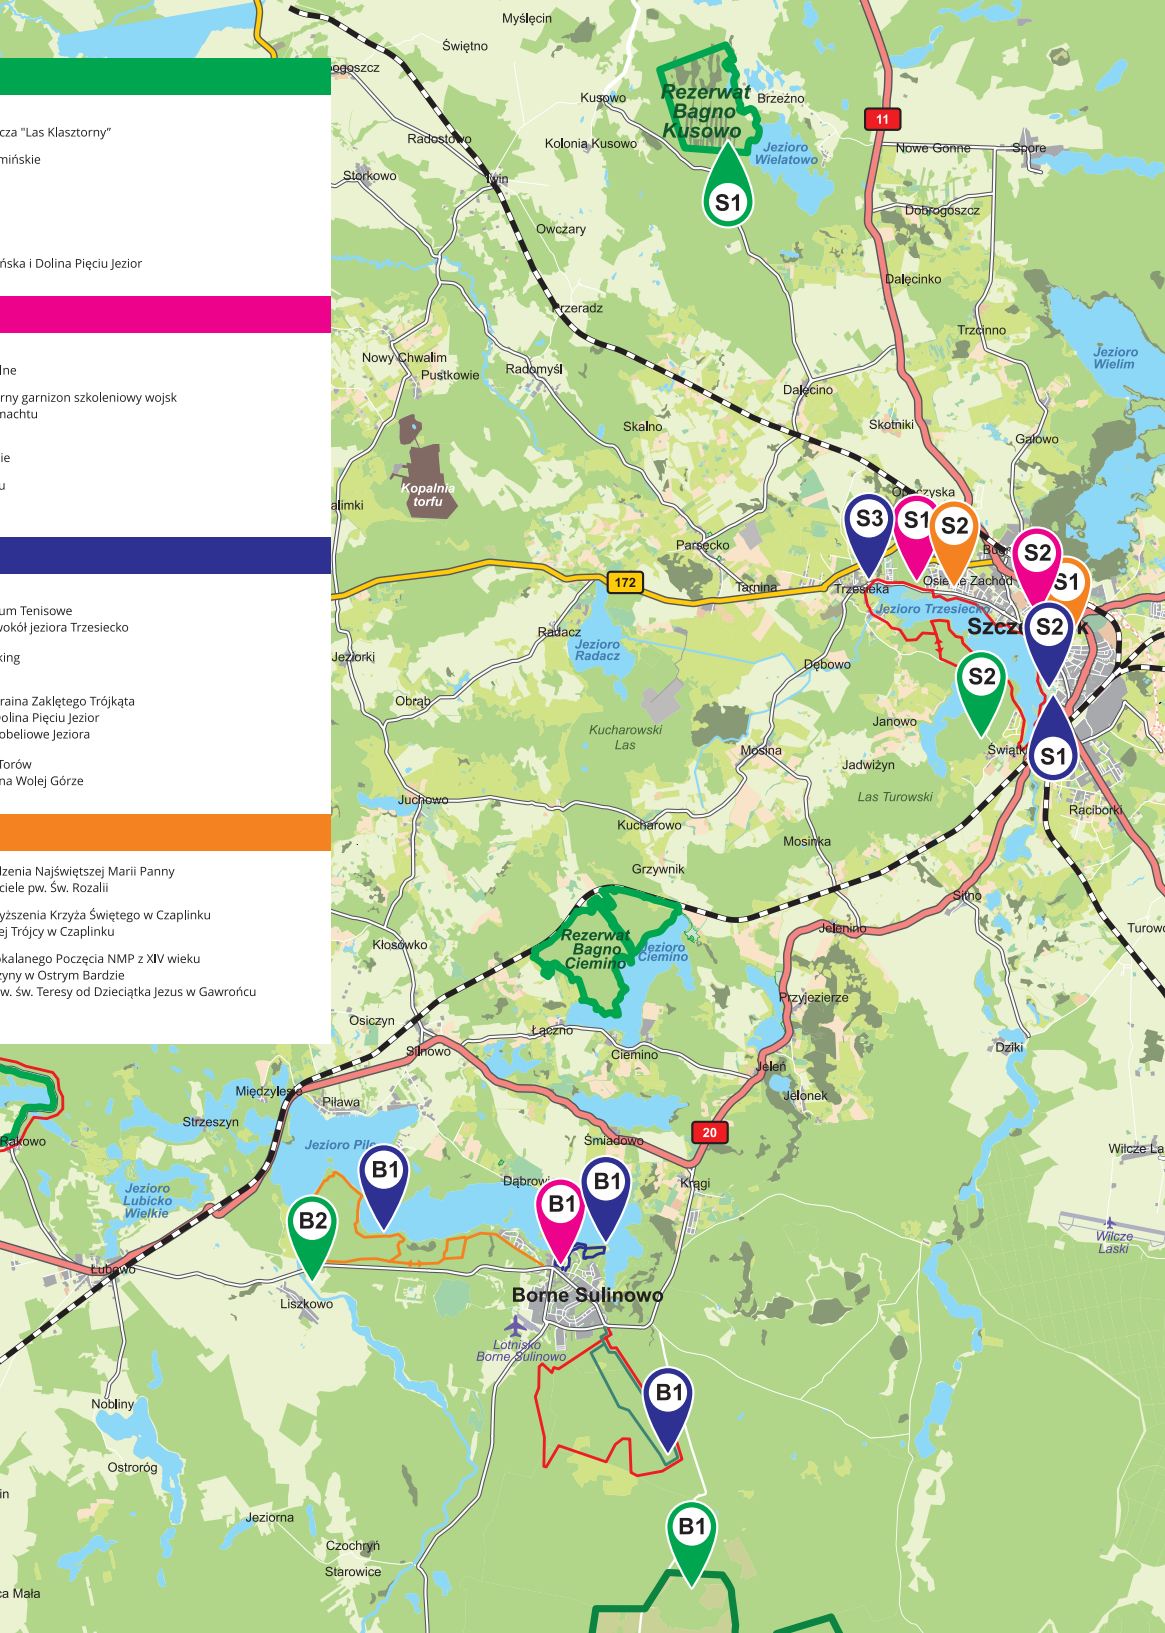 cza "Las Klasztorny"
mińskie
ńska i Dolina Pięciu Jezior
lne
rny garnizon szkoleniowy wojsk
machtu
ie
u
um Tenisowe
wokół jeziora Trzesiecko
king
raina Zaklętego Trójkąta
Dolina Pięciu Jezior
obeliowe Jeziora
Torów
na Wolej Górze
dzenia Najświętszej Marii Panny
ciele pw. Św. Rozalii
yższenia Krzyża Świętego w Czaplinku
ej Trójcy w Czaplinku
okalanego Poczęcia NMP z XIV wieku
zyny w Ostrym Bardzie
w. św. Teresy od Dzieciątka Jezus w Gawrońcu
Myślęcin
Świętno
ogoszcz
Kusowo
Rezerwat
Bagno
Kusowo
Brzeźno
11
Radostowo
Kolonia Kusowo
Jezioro
Wielatowo
Nowe Gonne
Spore
Storkowo
S1
Dobrogoszcz
Owczary
Dalęcinko
Przeradz
Trzcinno
Nowy Chwalim
Pustkowie
Radomyśl
Jezioro
Wielim
Dalęcino
Skalno
Skotniki
Gałowo
Kopalnia
torfu
alimki
S3
S1
S2
S2
S1
Parsęcko
172
Tarnina
Trzesieka
Osiedle Zachód
Jezioro Trzesiecko
S2
Radacz
Jezioro
Radacz
Jeziorki
Dębowo
S2
Obrąb
Kucharowski
Las
Janowo
Mosina
S1
Jadwiżyn
Las Turowski
Juchowo
Raciborki
Kucharowo
Mosinka
Grzywnik
Sitno
Rezerwat
Bagno
Ciemino
Jezioro
Ciemino
Kłosówko
Jelenino
Turowo
Przyjezierze
Osiczyn
Łączno
Silnowo
Ciemino
Dziki
Jeleń
Międzylesie
Piława
Jelonek
Strzeszyn
20
Rakowo
Śmiadowo
Wilcze La
Jezioro
Lubicko
Wielkie
B1
B1
B1
Krągi
B2
Wilcze
Laski
Łubowo
Liszkowo
Borne Sulinowo
Lotnisko
Borne Sulinowo
B1
Nobliny
Ostroróg
in
Jeziorna
B1
Czochryń
Starowice
ca Mała